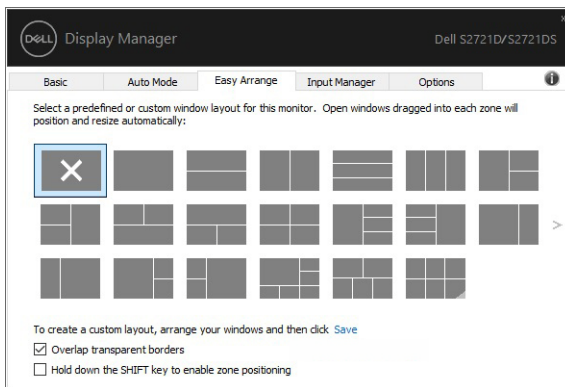 DELL Display Manager
Dell S2721D/S2721DS
Basic Auto Mode Easy Arrange Input Manager Options
Select a predefined or custom window layout for this monitor. Open windows dragged into each zone will
position and resize automatically:
To create a custom layout, arrange your windows and then click Save
Overlap transparent borders
Hold down the SHIFT key to enable zone positioning